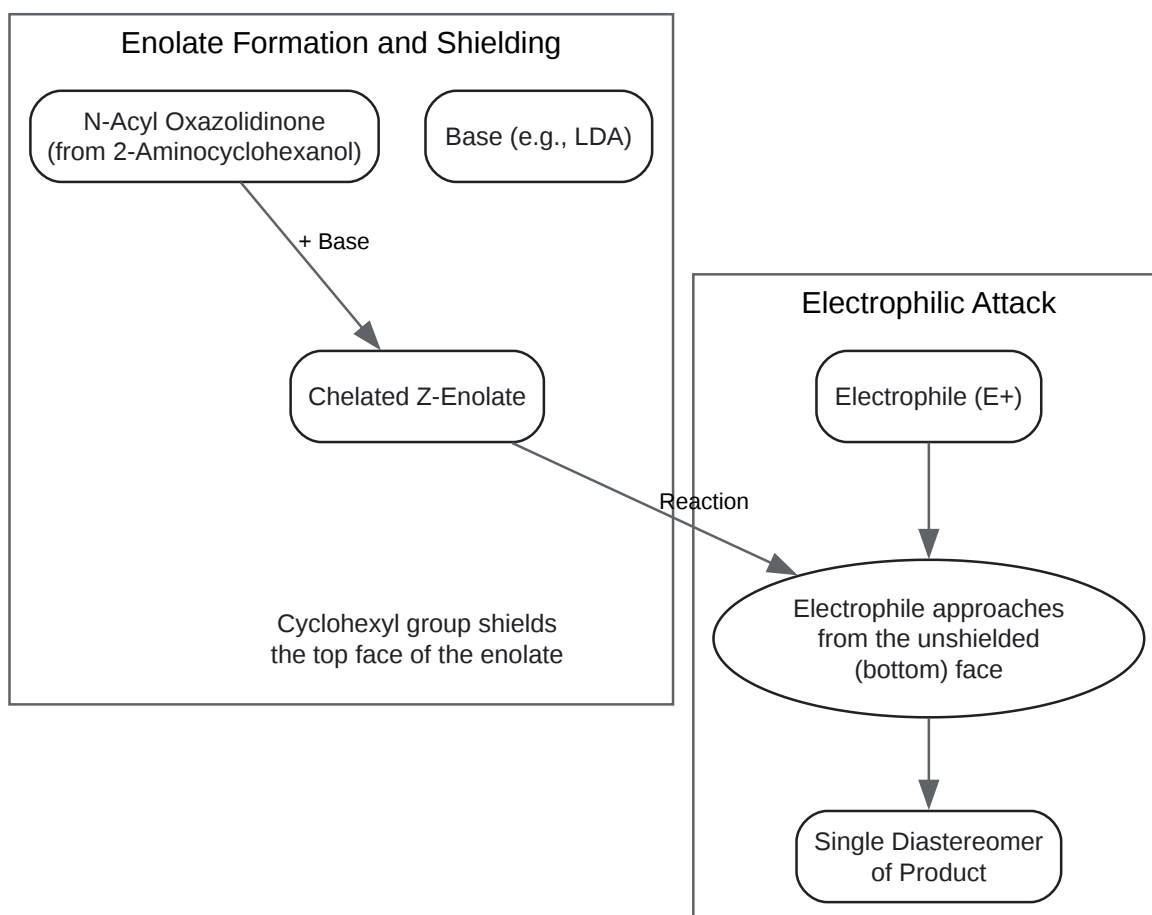 Enolate Formation and Shielding
N-Acyl Oxazolidinone
(from 2-Aminocyclohexanol)
Base (e.g., LDA)
+ Base
Chelated Z-Enolate
Cyclohexyl group shields
the top face of the enolate
Reaction
Electrophilic Attack
Electrophile (E+)
Electrophile approaches
from the unshielded
(bottom) face
Single Diastereomer
of Product